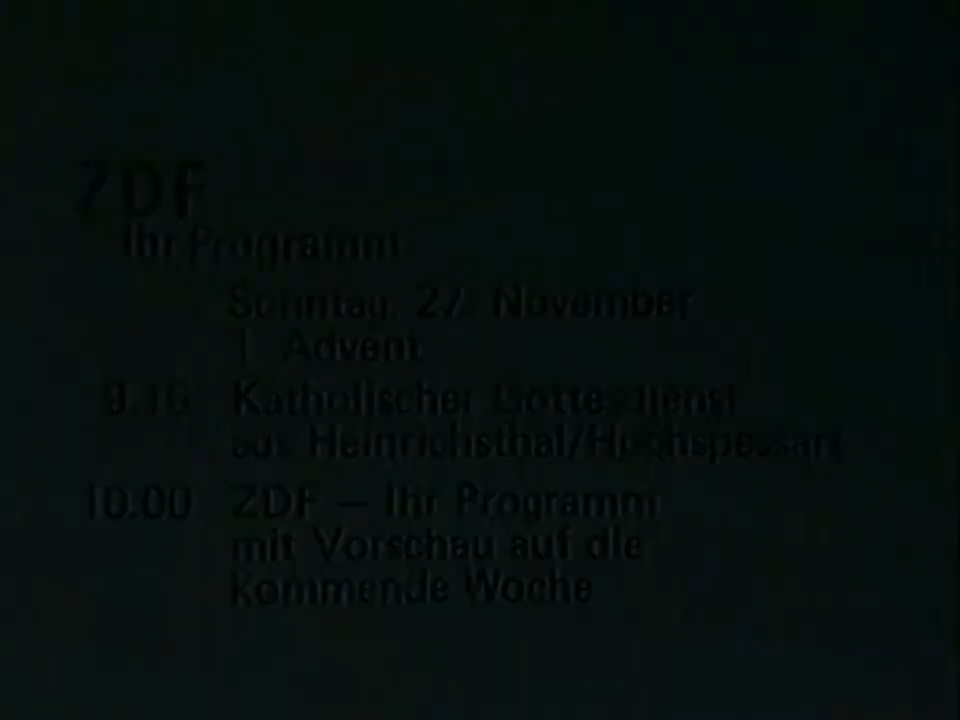 ZDF
Ihr Programm
Sonntag, 27. November
1. Advent
9.15 Katholischer Gottesdienst
aus Heinrichsthal/Hochspessart
10.00 ZDF – Ihr Programm
mit Vorschau auf die
kommende Woche